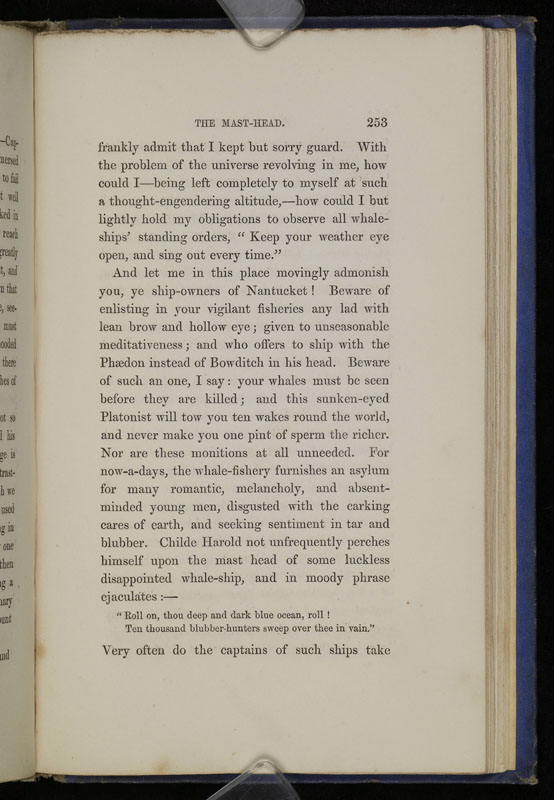 THE MAST-HEAD. 253
frankly admit that I kept but sorry guard. With
the problem of the universe revolving in me, how
could I—being left completely to myself at such
a thought-engendering altitude,—how could I but
lightly hold my obligations to observe all whale-
ships' standing orders, “ Keep your weather eye
open, and sing out every time.”
And let me in this place movingly admonish
you, ye ship-owners of Nantucket ! Beware of
enlisting in your vigilant fisheries any lad with
lean brow and hollow eye ; given to unseasonable
meditativeness ; and who offers to ship with the
Phædon instead of Bowditch in his head. Beware
of such an one, I say : your whales must be seen
before they are killed ; and this sunken-eyed
Platonist will tow you ten wakes round the world,
and never make you one pint of sperm the richer.
Nor are these monitions at all unneeded. For
now-a-days, the whale-fishery furnishes an asylum
for many romantic, melancholy, and absent-
minded young men, disgusted with the carking
cares of earth, and seeking sentiment in tar and
blubber. Childe Harold not unfrequently perches
himself upon the mast head of some luckless
disappointed whale-ship, and in moody phrase
ejaculates :—
“ Roll on, thou deep and dark blue ocean, roll !
Ten thousand blubber-hunters sweep over thee in vain.”
Very often do the captains of such ships take